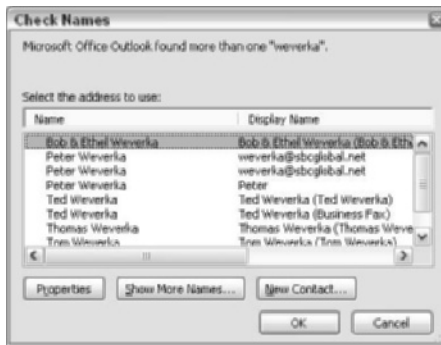 Check Names
Microsoft Office Outlook found more than one "weverka".
Select the address to use:
Name Display Name
Bob & Ethel Weverka Bob & Ethel Weverka (Bob & Eth
Peter Weverka weverka@sbcglobal.net
Peter Weverka weverka@sbcglobal.net
Peter Weverka Peter
Ted Weverka Ted Weverka (Ted Weverka)
Ted Weverka Ted Weverka (Business Fax)
Thomas Weverka Thomas Weverka (Thomas Weve
Tom Weverka Tom Weverka (Tom Weverka)
Properties Show More Names... New Contact...
OK Cancel